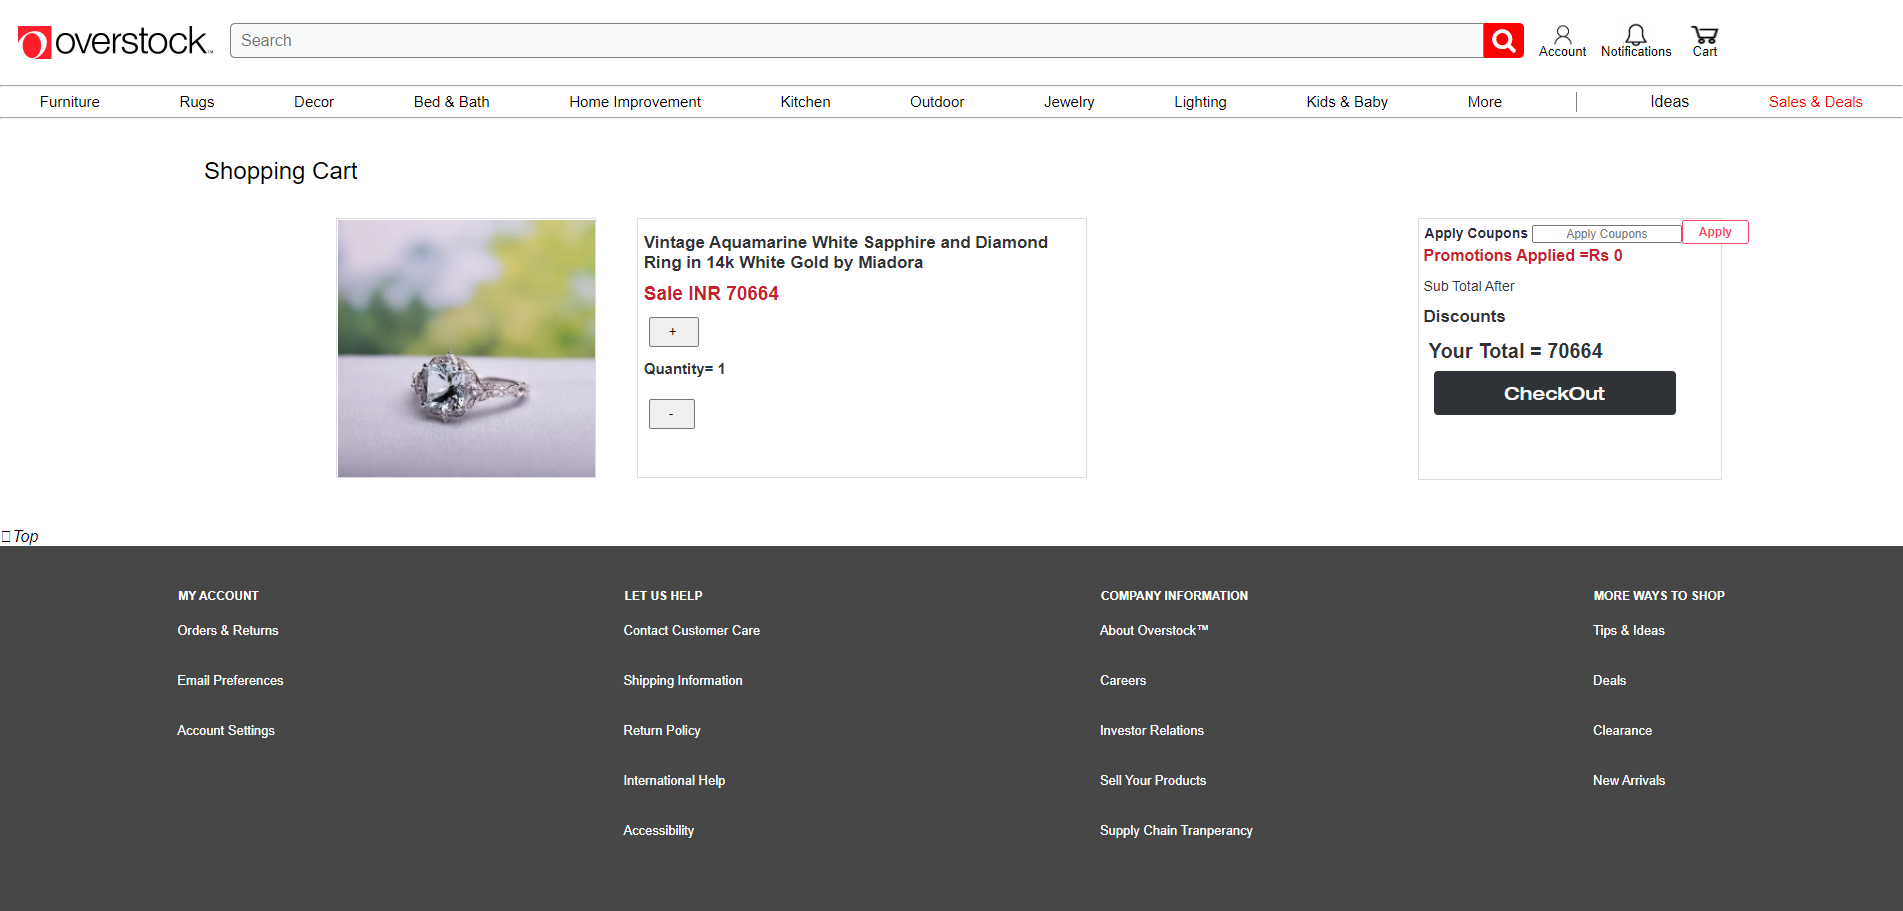 overstock™
Search
Account
Notifications
Cart
Furniture
Rugs
Decor
Bed & Bath
Home Improvement
Kitchen
Outdoor
Jewelry
Lighting
Kids & Baby
More
Ideas
Sales & Deals
Shopping Cart
Vintage Aquamarine White Sapphire and Diamond
Ring in 14k White Gold by Miadora
Sale INR 70664
+
Quantity= 1
-
Apply Coupons
Apply Coupons
Apply
Promotions Applied =Rs 0
Sub Total After
Discounts
Your Total = 70664
CheckOut
Top
MY ACCOUNT
Orders & Returns
Email Preferences
Account Settings
LET US HELP
Contact Customer Care
Shipping Information
Return Policy
International Help
Accessibility
COMPANY INFORMATION
About Overstock™
Careers
Investor Relations
Sell Your Products
Supply Chain Tranperancy
MORE WAYS TO SHOP
Tips & Ideas
Deals
Clearance
New Arrivals